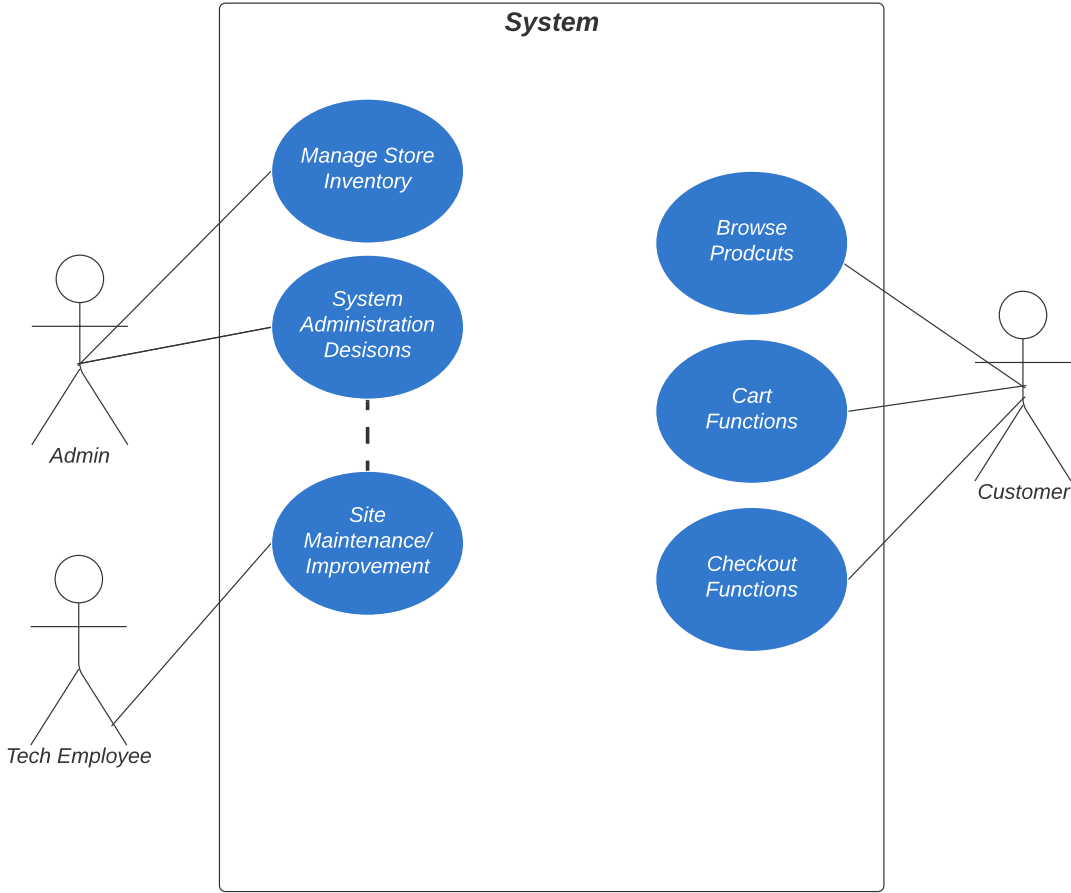 System
Manage Store
Inventory
System
Administration
Desisons
Site
Maintenance/
Improvement
Browse
Prodcuts
Cart
Functions
Checkout
Functions
Admin
Tech Employee
Customer